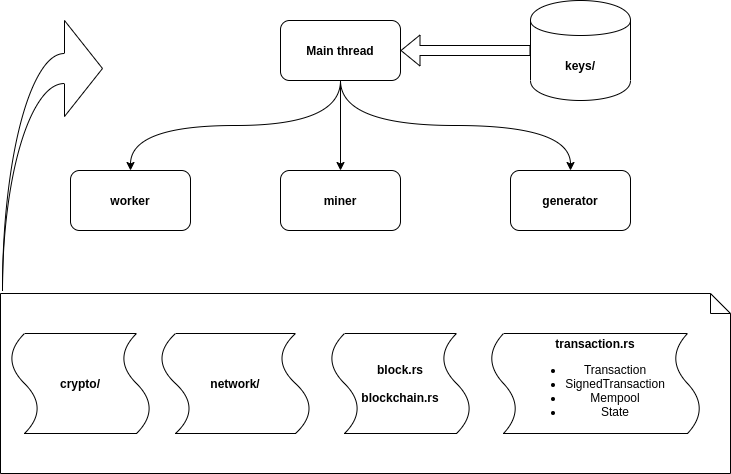 Main thread
keys/
worker
miner
generator
crypto/
network/
block.rs
blockchain.rs
transaction.rs
Transaction
SignedTransaction
Mempool
State